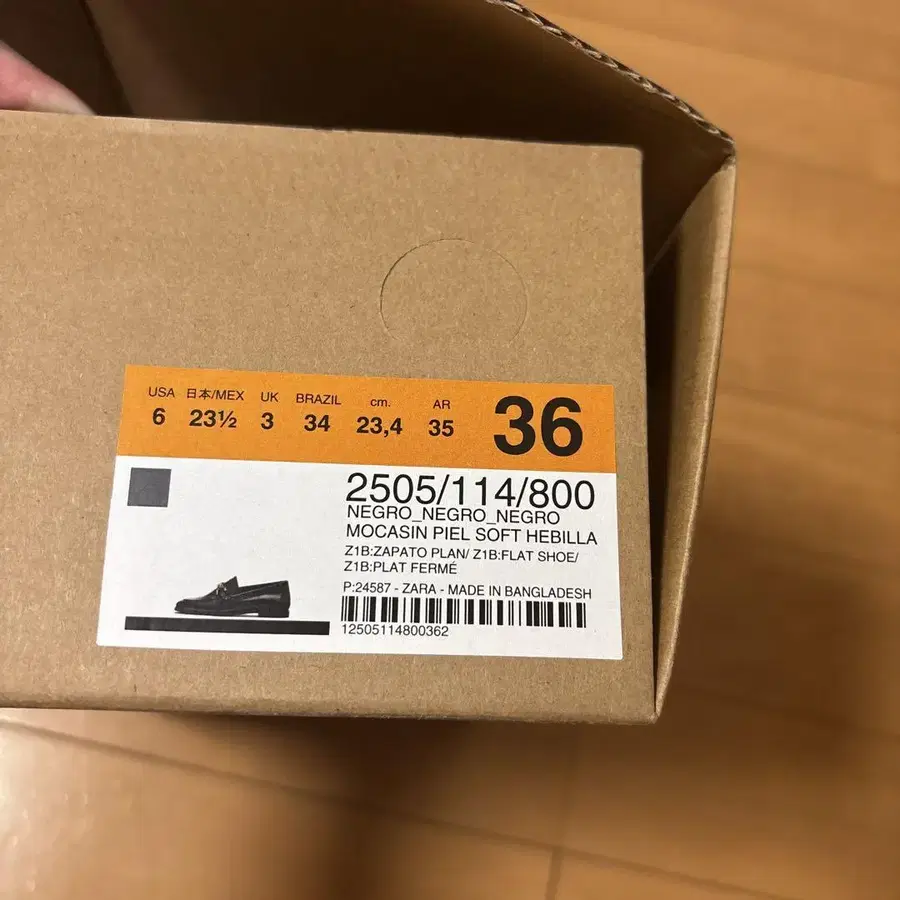 USA 日本/MEX UK BRAZIL cm. AR
6 23½ 3 34 23,4 35 36
2505/114/800
NEGRO_NEGRO_NEGRO
MOCASIN PIEL SOFT HEBILLA
Z1B:ZAPATO PLAN/ Z1B:FLAT SHOE/
Z1B:PLAT FERMÉ
P:24587 - ZARA - MADE IN BANGLADESH
12505114800362